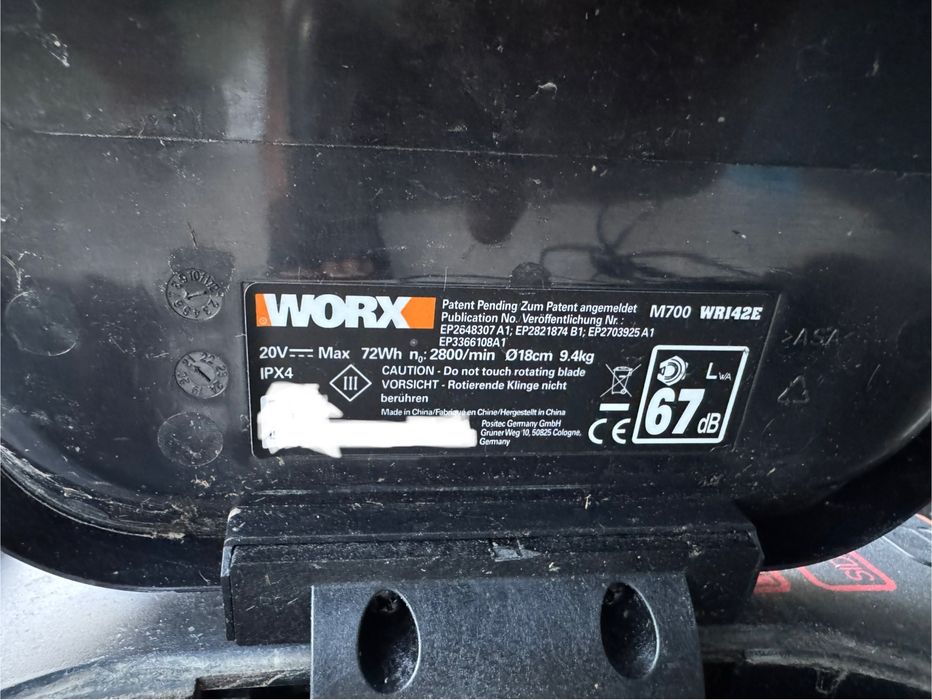 WORX
Patent Pending/Zum Patent angemeldet
Publication No./Veröffentlichung Nr.:
EP2648307 A1; EP2821874 B1; EP2703925 A1
EP3366108A1
M700 WR142E
20V Max 72Wh n₀: 2800/min Ø18cm 9.4kg
IPX4
III
CAUTION - Do not touch rotating blade
VORSICHT - Rotierende Klinge nicht
berühren
Made in China/Fabriqué en Chine/Hergestellt in China
Positec Germany GmbH
Grüner Weg 10, 50825 Cologne,
Germany
CE
LWA
67 dB
>ASA<